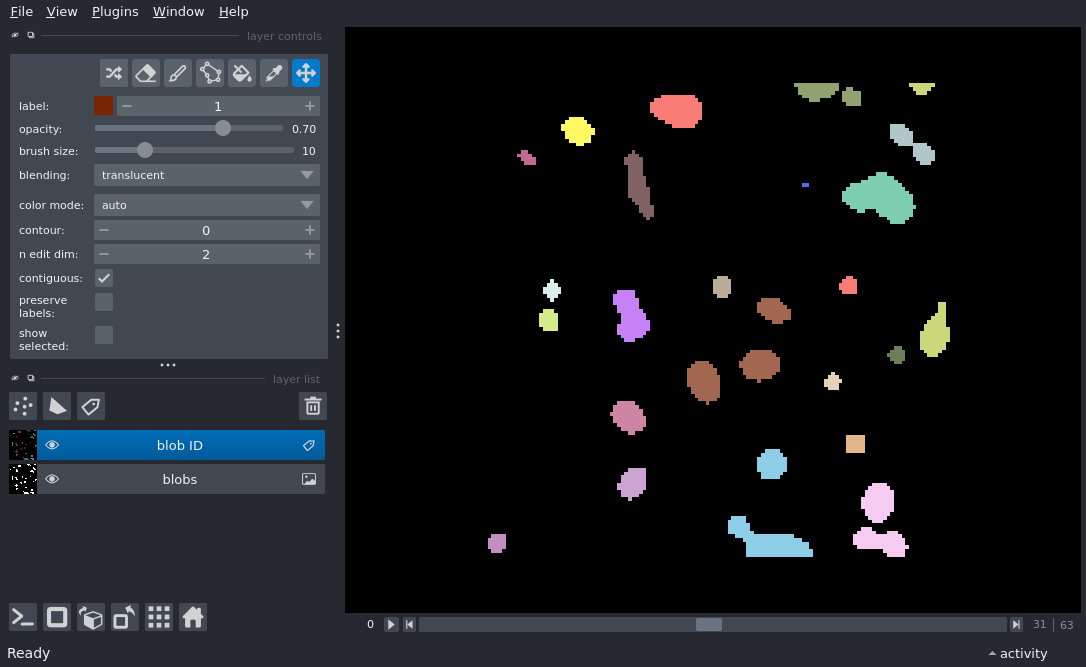 File View Plugins Window Help
layer controls
label: 1
opacity: 0.70
brush size: 10
blending: translucent
color mode: auto
contour: 0
n edit dim: 2
contiguous:
preserve
labels:
show
selected:
layer list
blob ID
blobs
0 31 | 63
Ready activity